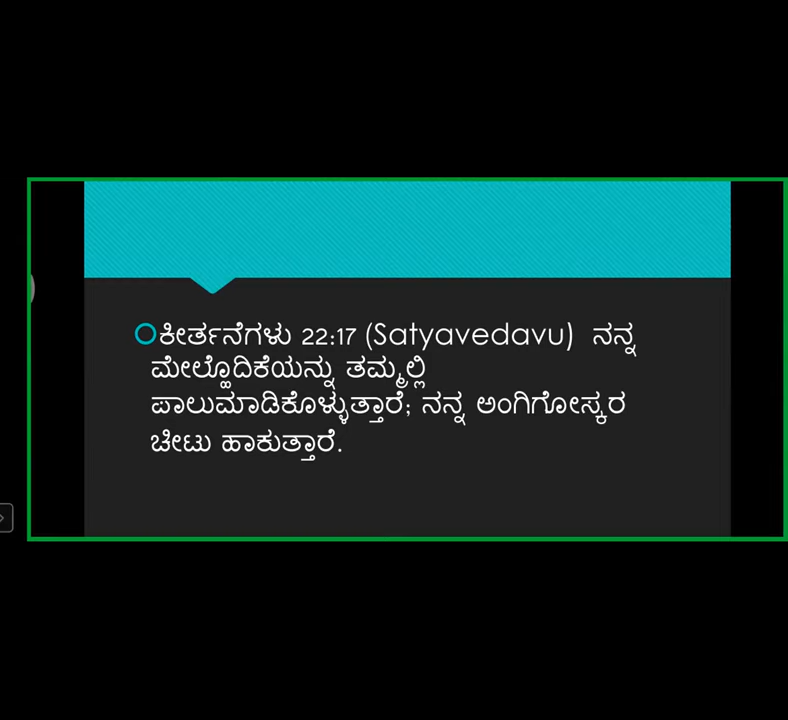 ಕೀರ್ತನೆಗಳು 22:17 (Satyavedavu) ನನ್ನ
ಮೇಲ್ಹೊದಿಕೆಯನ್ನು ತಮ್ಮಲ್ಲಿ
ಪಾಲುಮಾಡಿಕೊಳ್ಳುತ್ತಾರೆ; ನನ್ನ ಅಂಗಿಗೋಸ್ಕರ
ಚೀಟು ಹಾಕುತ್ತಾರೆ.